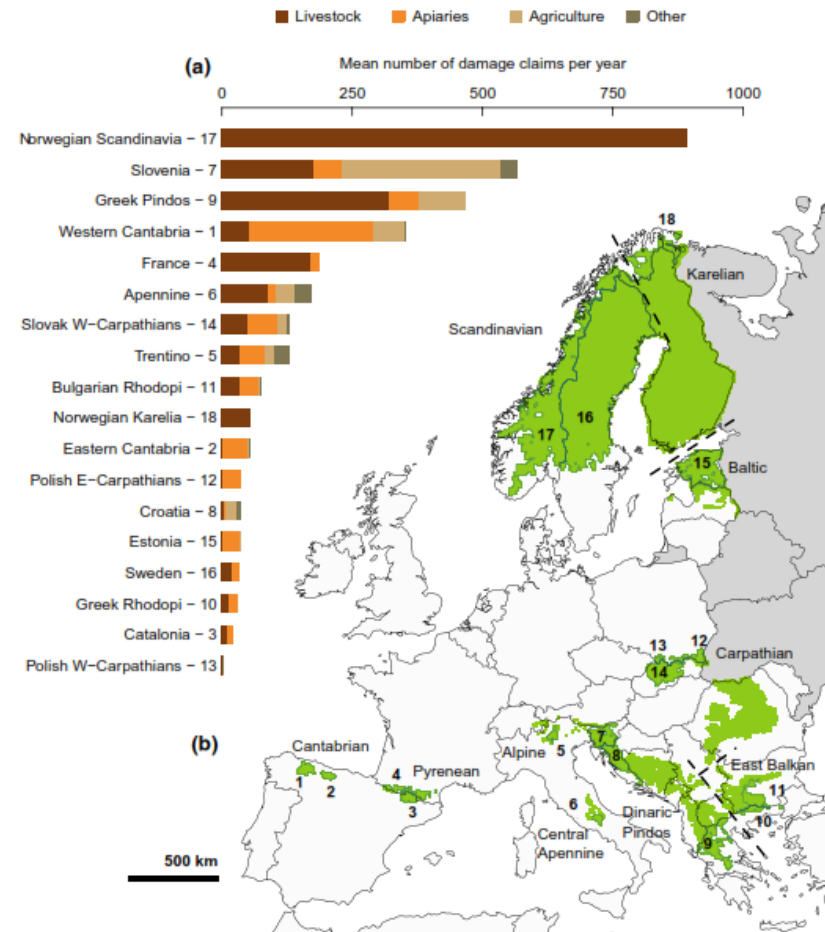 Livestock Apiaries Agriculture Other
(a)
Mean number of damage claims per year
0 250 500 750 1000
Norwegian Scandinavia − 17
Slovenia − 7
Greek Pindos − 9
Western Cantabria − 1
France − 4
Apennine − 6
Slovak W−Carpathians − 14
Trentino − 5
Bulgarian Rhodopi − 11
Norwegian Karelia − 18
Eastern Cantabria − 2
Polish E−Carpathians − 12
Croatia − 8
Estonia − 15
Sweden − 16
Greek Rhodopi − 10
Catalonia − 3
Polish W−Carpathians − 13
(b)
18
Karelian
Scandinavian
16
17
15
Baltic
13 12
Carpathian
14
Cantabrian
1
2
4
Pyrenean
3
Alpine
5
7
8
East Balkan
11
10
6
Central
Apennine
Dinaric
Pindos
9
500 km